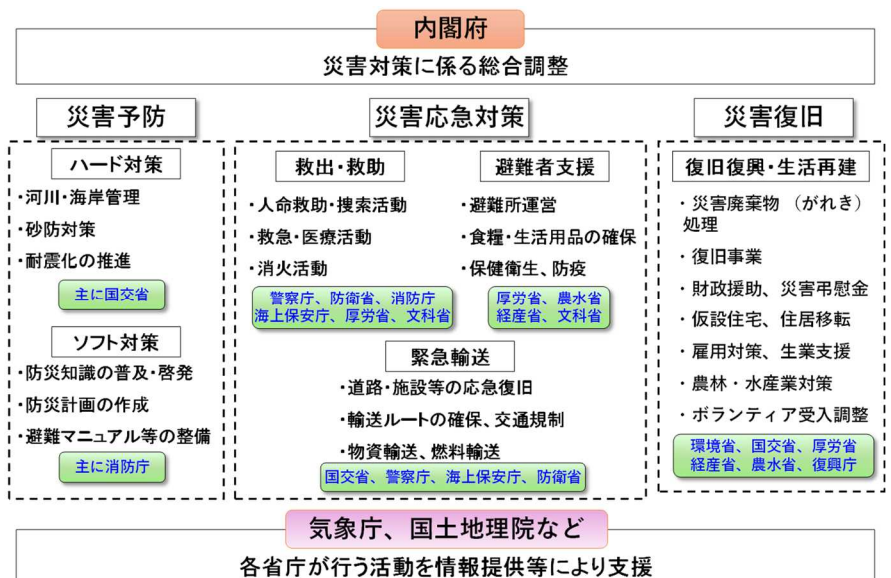 内閣府
災害対策に係る総合調整
災害予防
ハード対策
・河川・海岸管理
・砂防対策
・耐震化の推進
主に国交省
ソフト対策
・防災知識の普及・啓発
・防災計画の作成
・避難マニュアル等の整備
主に消防庁
災害応急対策
救出・救助
・人命救助・捜索活動
・救急・医療活動
・消火活動
警察庁、防衛省、消防庁
海上保安庁、厚労省、文科省
避難者支援
・避難所運営
・食糧・生活用品の確保
・保健衛生、防疫
厚労省、農水省
経産省、文科省
緊急輸送
・道路・施設等の応急復旧
・輸送ルートの確保、交通規制
・物資輸送、燃料輸送
国交省、警察庁、海上保安庁、防衛省
災害復旧
復旧復興・生活再建
・災害廃棄物 （がれき）
処理
・復旧事業
・財政援助、災害弔慰金
・仮設住宅、住居移転
・雇用対策、生業支援
・農林・水産業対策
・ボランティア受入調整
環境省、国交省、厚労省
経産省、農水省、復興庁
気象庁、国土地理院など
各省庁が行う活動を情報提供等により支援